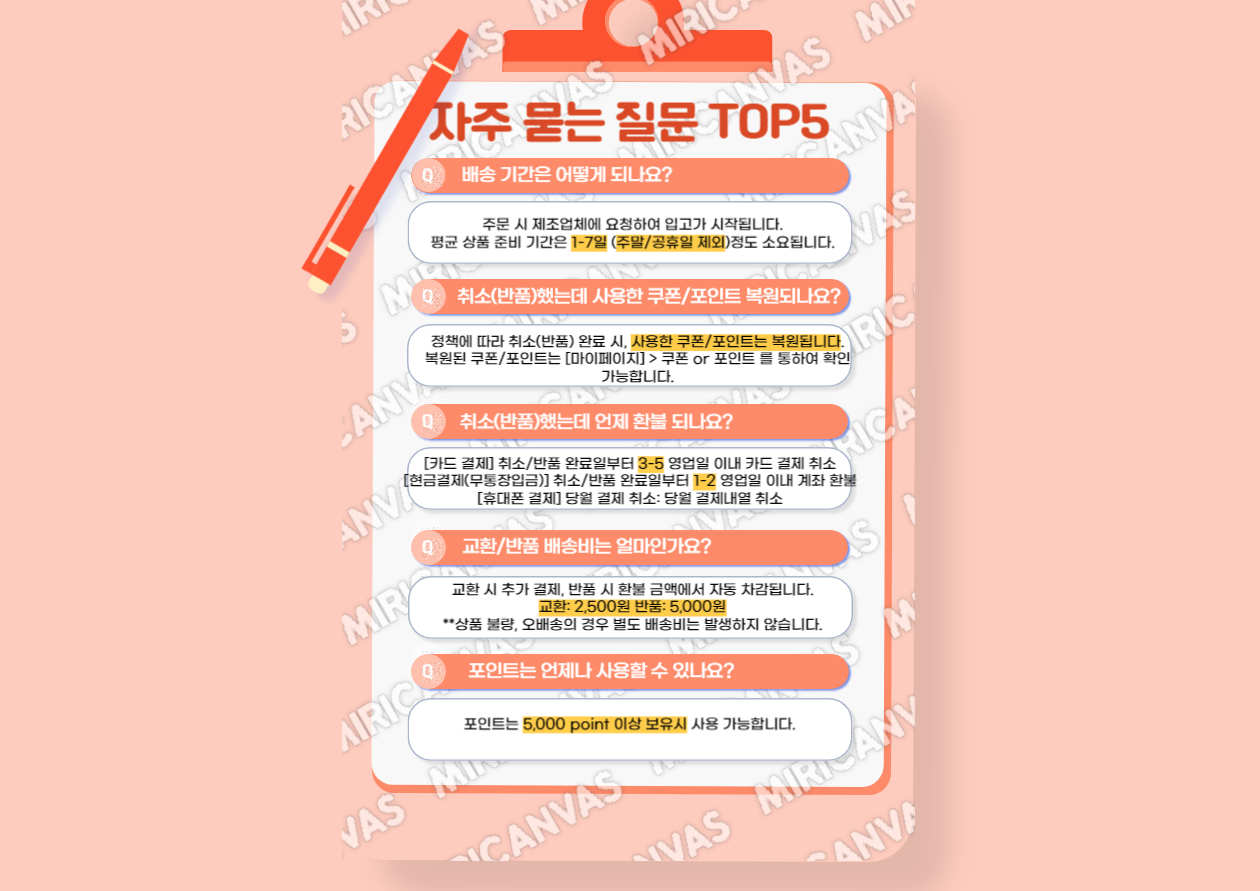 자주 묻는 질문 TOP5
Q 배송 기간은 어떻게 되나요?
주문 시 제조업체에 요청하여 입고가 시작됩니다.
평균 상품 준비 기간은 1-7일 (주말/공휴일 제외)정도 소요됩니다.
Q 취소(반품)했는데 사용한 쿠폰/포인트 복원되나요?
정책에 따라 취소(반품) 완료 시, 사용한 쿠폰/포인트는 복원됩니다.
복원된 쿠폰/포인트는 [마이페이지] > 쿠폰 or 포인트 를 통하여 확인
가능합니다.
Q 취소(반품)했는데 언제 환불 되나요?
[카드 결제] 취소/반품 완료일부터 3-5 영업일 이내 카드 결제 취소
[현금결제(무통장입금)] 취소/반품 완료일부터 1-2 영업일 이내 계좌 환불
[휴대폰 결제] 당월 결제 취소: 당월 결제내열 취소
Q 교환/반품 배송비는 얼마인가요?
교환 시 추가 결제, 반품 시 환불 금액에서 자동 차감됩니다.
교환: 2,500원 반품: 5,000원
**상품 불량, 오배송의 경우 별도 배송비는 발생하지 않습니다.
Q 포인트는 언제나 사용할 수 있나요?
포인트는 5,000 point 이상 보유시 사용 가능합니다.
MIRICANVAS